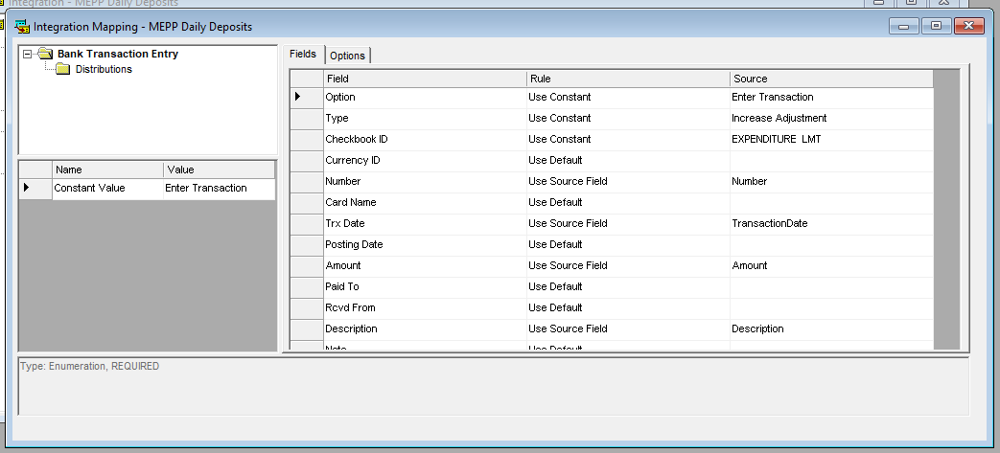 Integration - MEPP Daily Deposits
Integration Mapping - MEPP Daily Deposits
Bank Transaction Entry
Distributions
Name Value
Constant Value Enter Transaction
Fields Options
Field Rule Source
Option Use Constant Enter Transaction
Type Use Constant Increase Adjustment
Checkbook ID Use Constant EXPENDITURE LMT
Currency ID Use Default
Number Use Source Field Number
Card Name Use Default
Trx Date Use Source Field TransactionDate
Posting Date Use Default
Amount Use Source Field Amount
Paid To Use Default
Rcvd From Use Default
Description Use Source Field Description
Note Use Default
Type: Enumeration, REQUIRED